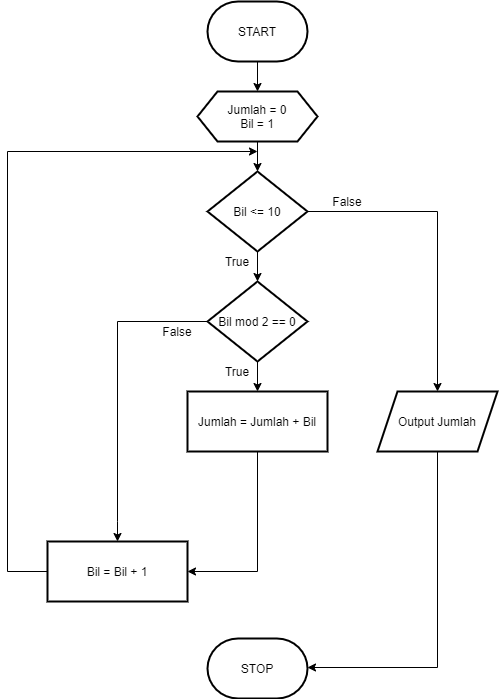 START
Jumlah = 0
Bil = 1
Bil <= 10
False
True
Bil mod 2 == 0
False
True
Jumlah = Jumlah + Bil
Output Jumlah
Bil = Bil + 1
STOP